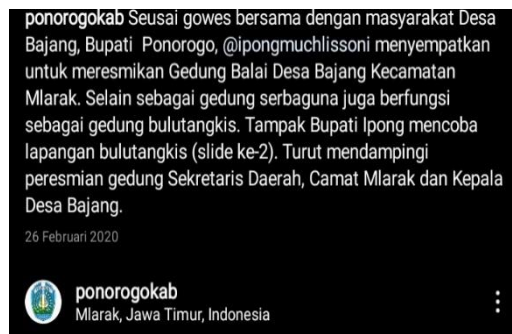 ponorogokab Seusai gowes bersama dengan masyarakat Desa
Bajang, Bupati Ponorogo, @ipongmuchlissoni menyempatkan
untuk meresmikan Gedung Balai Desa Bajang Kecamatan
Mlarak. Selain sebagai gedung serbaguna juga berfungsi
sebagai gedung bulutangkis. Tampak Bupati Ipong mencoba
lapangan bulutangkis (slide ke-2). Turut mendampingi
peresmian gedung Sekretaris Daerah, Camat Mlarak dan Kepala
Desa Bajang.
26 Februari 2020
ponorogokab
Mlarak, Jawa Timur, Indonesia